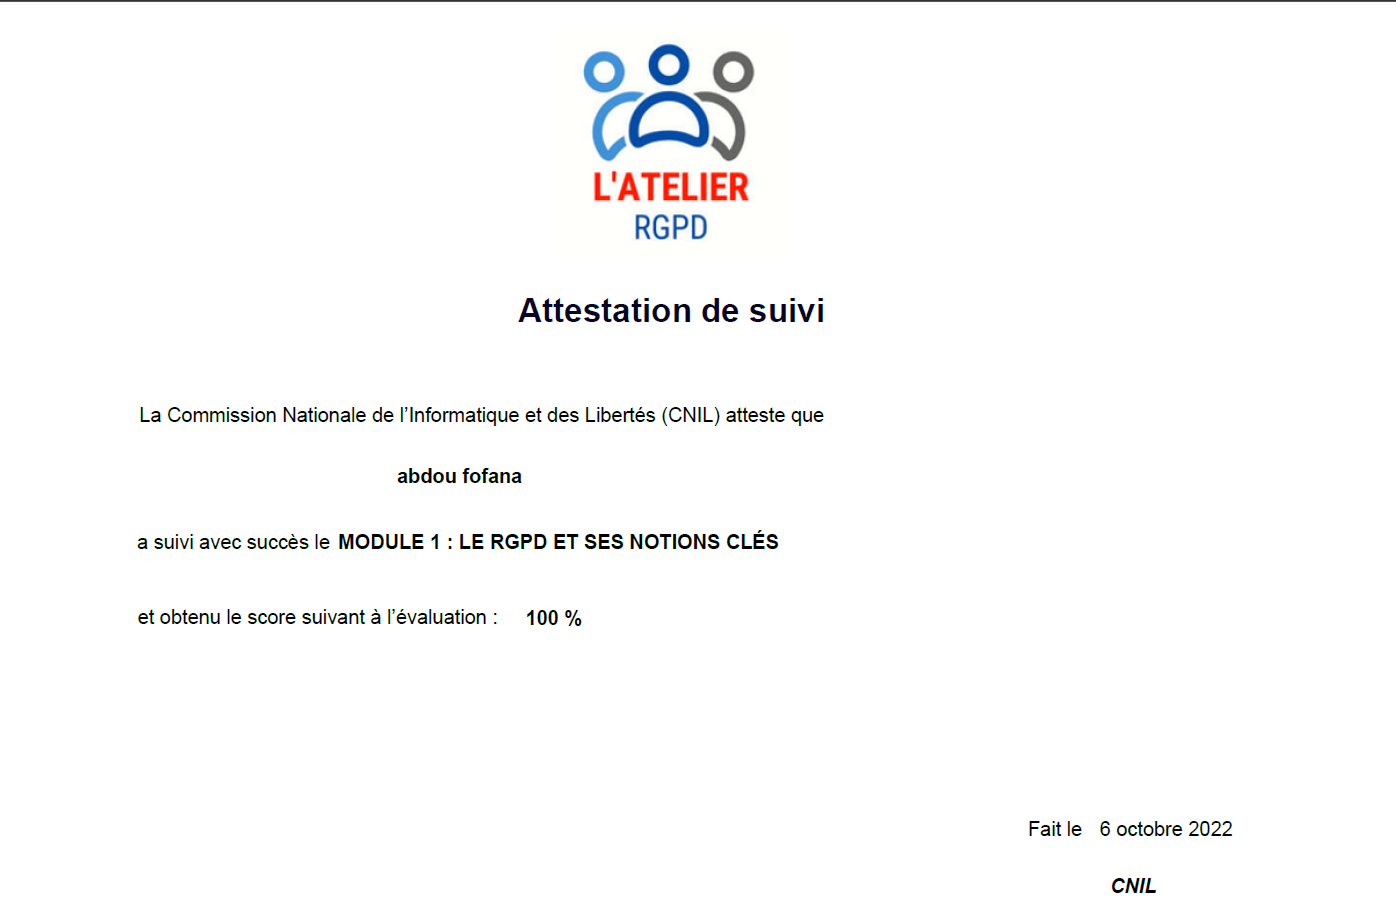 L'ATELIER
RGPD
Attestation de suivi
La Commission Nationale de l’Informatique et des Libertés (CNIL) atteste que
abdou fofana
a suivi avec succès le MODULE 1 : LE RGPD ET SES NOTIONS CLÉS
et obtenu le score suivant à l’évaluation : 100 %
Fait le 6 octobre 2022
CNIL